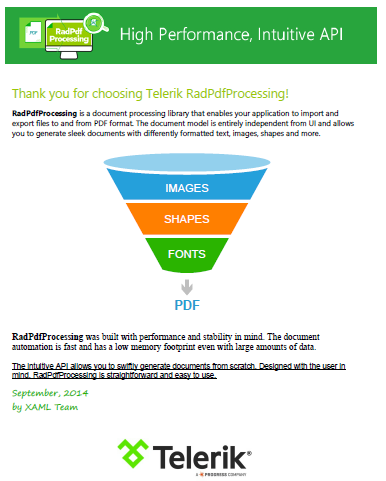 PDF
RadPdf
Processing
High Performance, Intuitive API
Thank you for choosing Telerik RadPdfProcessing!
RadPdfProcessing is a document processing library that enables your application to import and
export files to and from PDF format. The document model is entirely independent from UI and allows
you to generate sleek documents with differently formatted text, images, shapes and more.
IMAGES
SHAPES
FONTS
PDF
RadPdfProcessing was built with performance and stability in mind. The document
automation is fast and has a low memory footprint even with large amounts of data.
The intuitive API allows you to swiftly generate documents from scratch. Designed with the user in
mind, RadPdfProcessing is straightforward and easy to use.
September, 2014
by XAML Team
Telerik®
A PROGRESS COMPANY